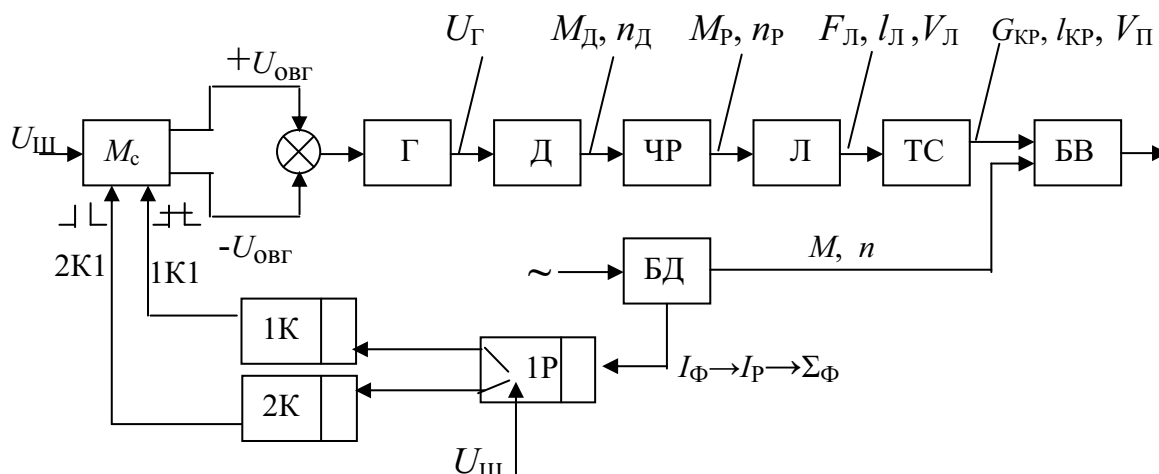 U_Г M_Д, n_Д M_Р, n_Р F_Л, l_Л, V_Л G_КР, l_КР, V_П
+U_овг
U_Ш M_с Г Д ЧР Л ТС БВ
-U_овг
2К1 1К1 ~ БД M, n
1К 1Р I_Ф→I_Р→Σ_Ф
2К
U_Ш